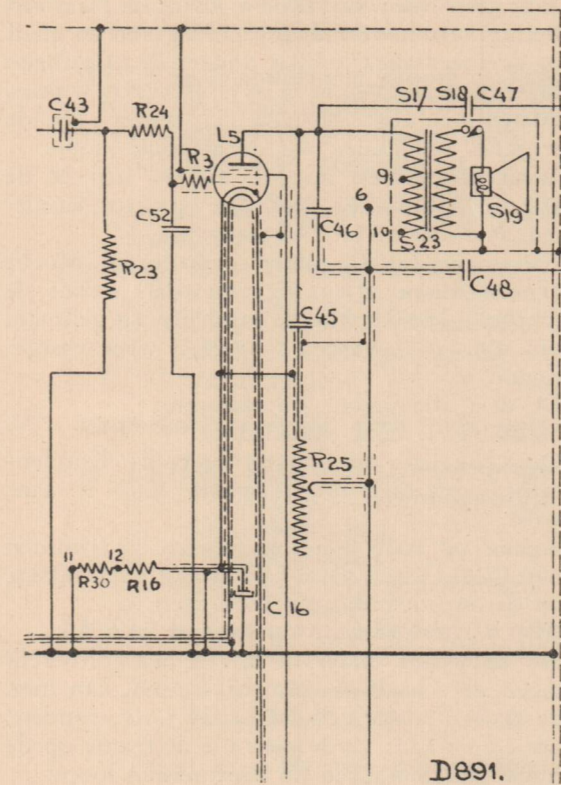 S17 S18 C47
C43
R24
L5
R3
9
6
S19
C52
C46
10
S23
R23
C48
C45
R25
11
12
R30
R16
C16
D891.